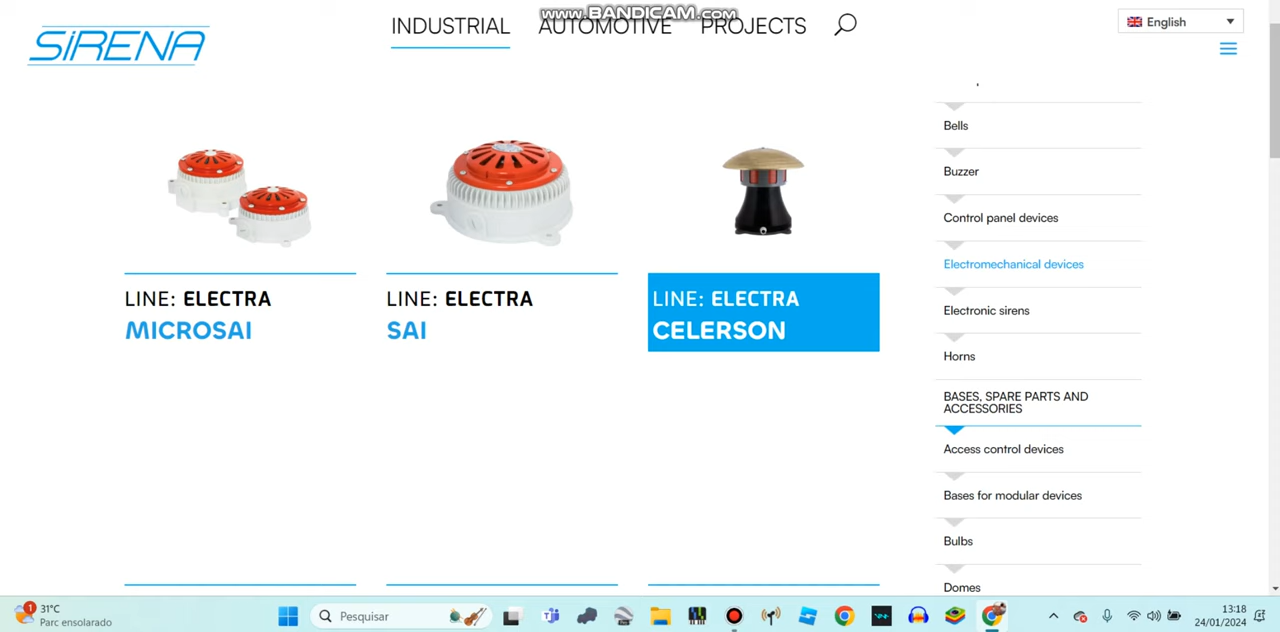 www.BANDICAM.com
SIRENA
INDUSTRIAL AUTOMOTIVE PROJECTS
English
Bells
Buzzer
Control panel devices
Electromechanical devices
Electronic sirens
Horns
BASES, SPARE PARTS AND
ACCESSORIES
Access control devices
Bases for modular devices
Bulbs
Domes
LINE: ELECTRA
MICROSAI
LINE: ELECTRA
SAI
LINE: ELECTRA
CELERSON
1
31°C
Parc ensolarado
Pesquisar
13:18
24/01/2024